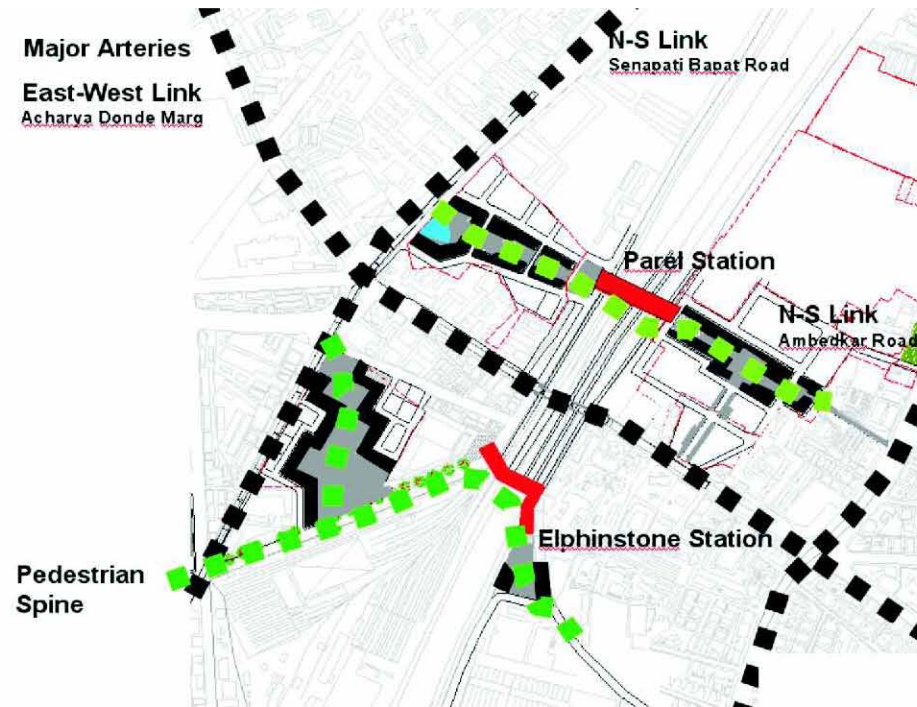 Major Arteries
East-West Link
Acharya Donde Marg
N-S Link
Senapati Bapat Road
Parel Station
N-S Link
Ambedkar Road
Elphinstone Station
Pedestrian
Spine